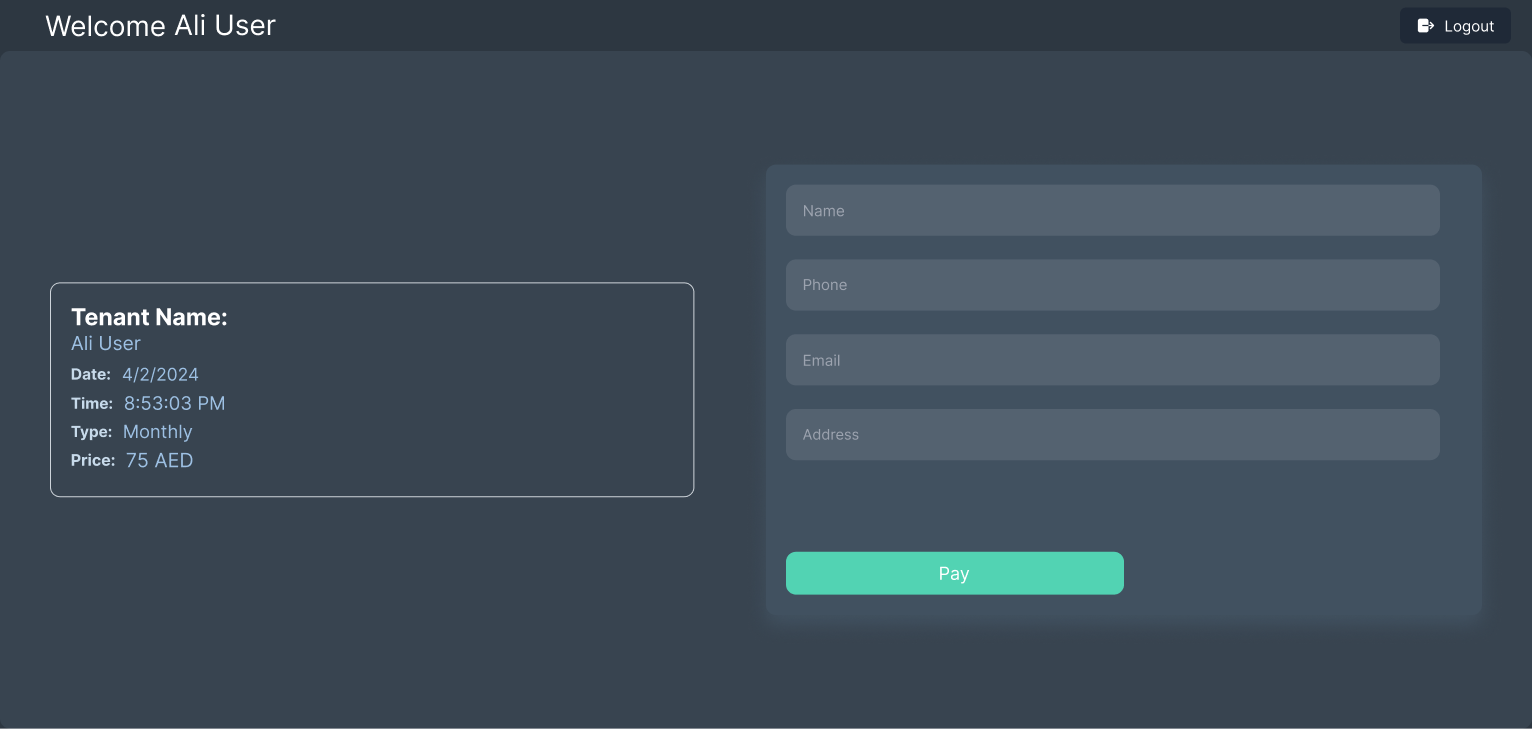 Welcome Ali User
Logout
Tenant Name:
Ali User
Date: 4/2/2024
Time: 8:53:03 PM
Type: Monthly
Price: 75 AED
Name
Phone
Email
Address
Pay